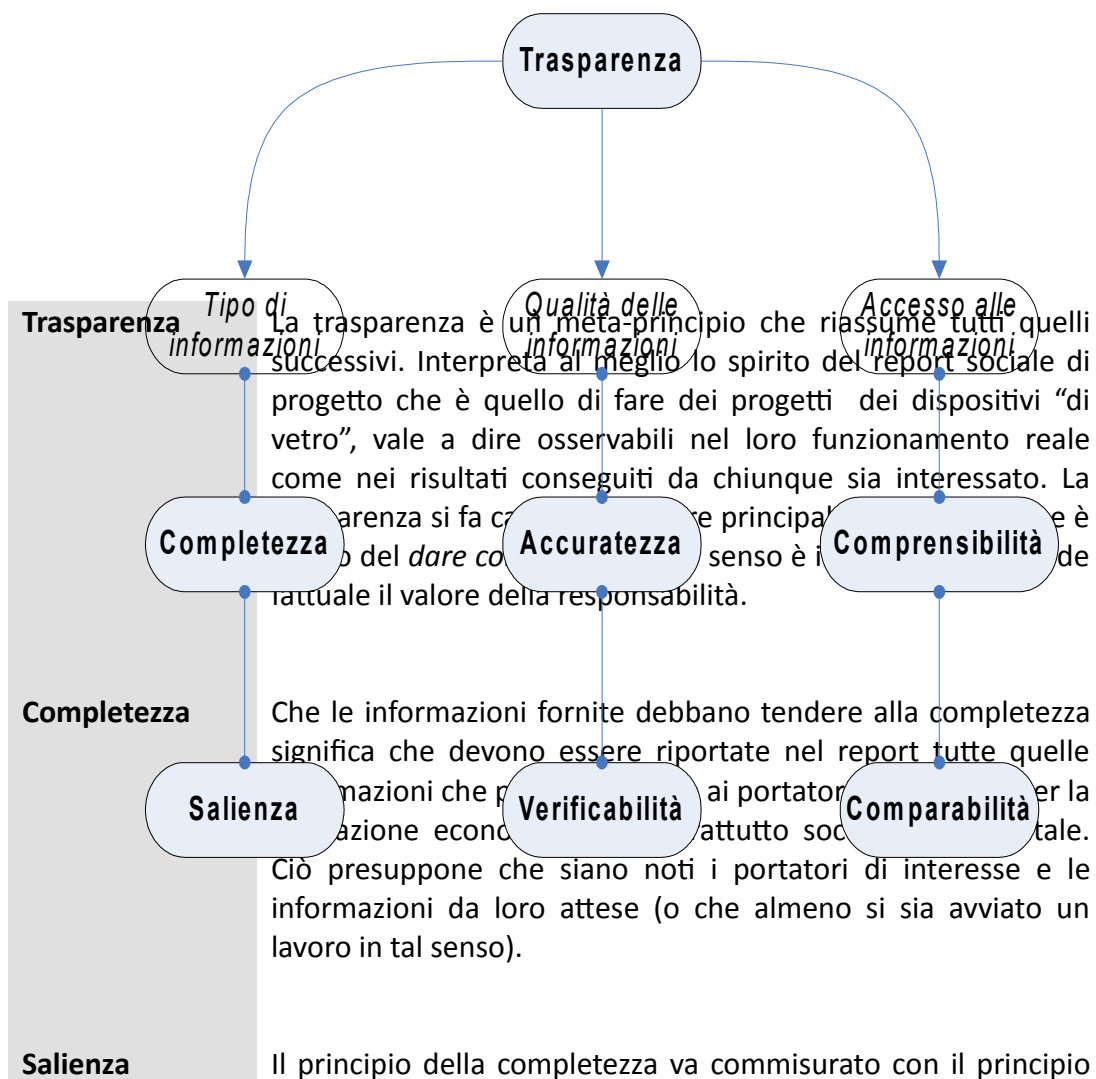 Trasparenza
Tipo di
informazioni
Qualità delle
informazioni
Accesso alle
informazioni
Completezza
Accuratezza
Comprensibilità
Salienza
Verificabilità
Comparabilità
Trasparenza
La trasparenza è un meta-principio che riassume tutti quelli
successivi. Interpreta al meglio lo spirito del report sociale di
progetto che è quello di fare dei progetti dei dispositivi “di
vetro”, vale a dire osservabili nel loro funzionamento reale
come nei risultati conseguiti da chiunque sia interessato. La
si fa principal è
del dare senso è
fattuale il valore della responsabilità.
Completezza
Che le informazioni fornite debbano tendere alla completezza
significa che devono essere riportate nel report tutte quelle
che ai la
Ciò presuppone che siano noti i portatori di interesse e le
informazioni da loro attese (o che almeno si sia avviato un
lavoro in tal senso).
Salienza
Il principio della completezza va commisurato con il principio